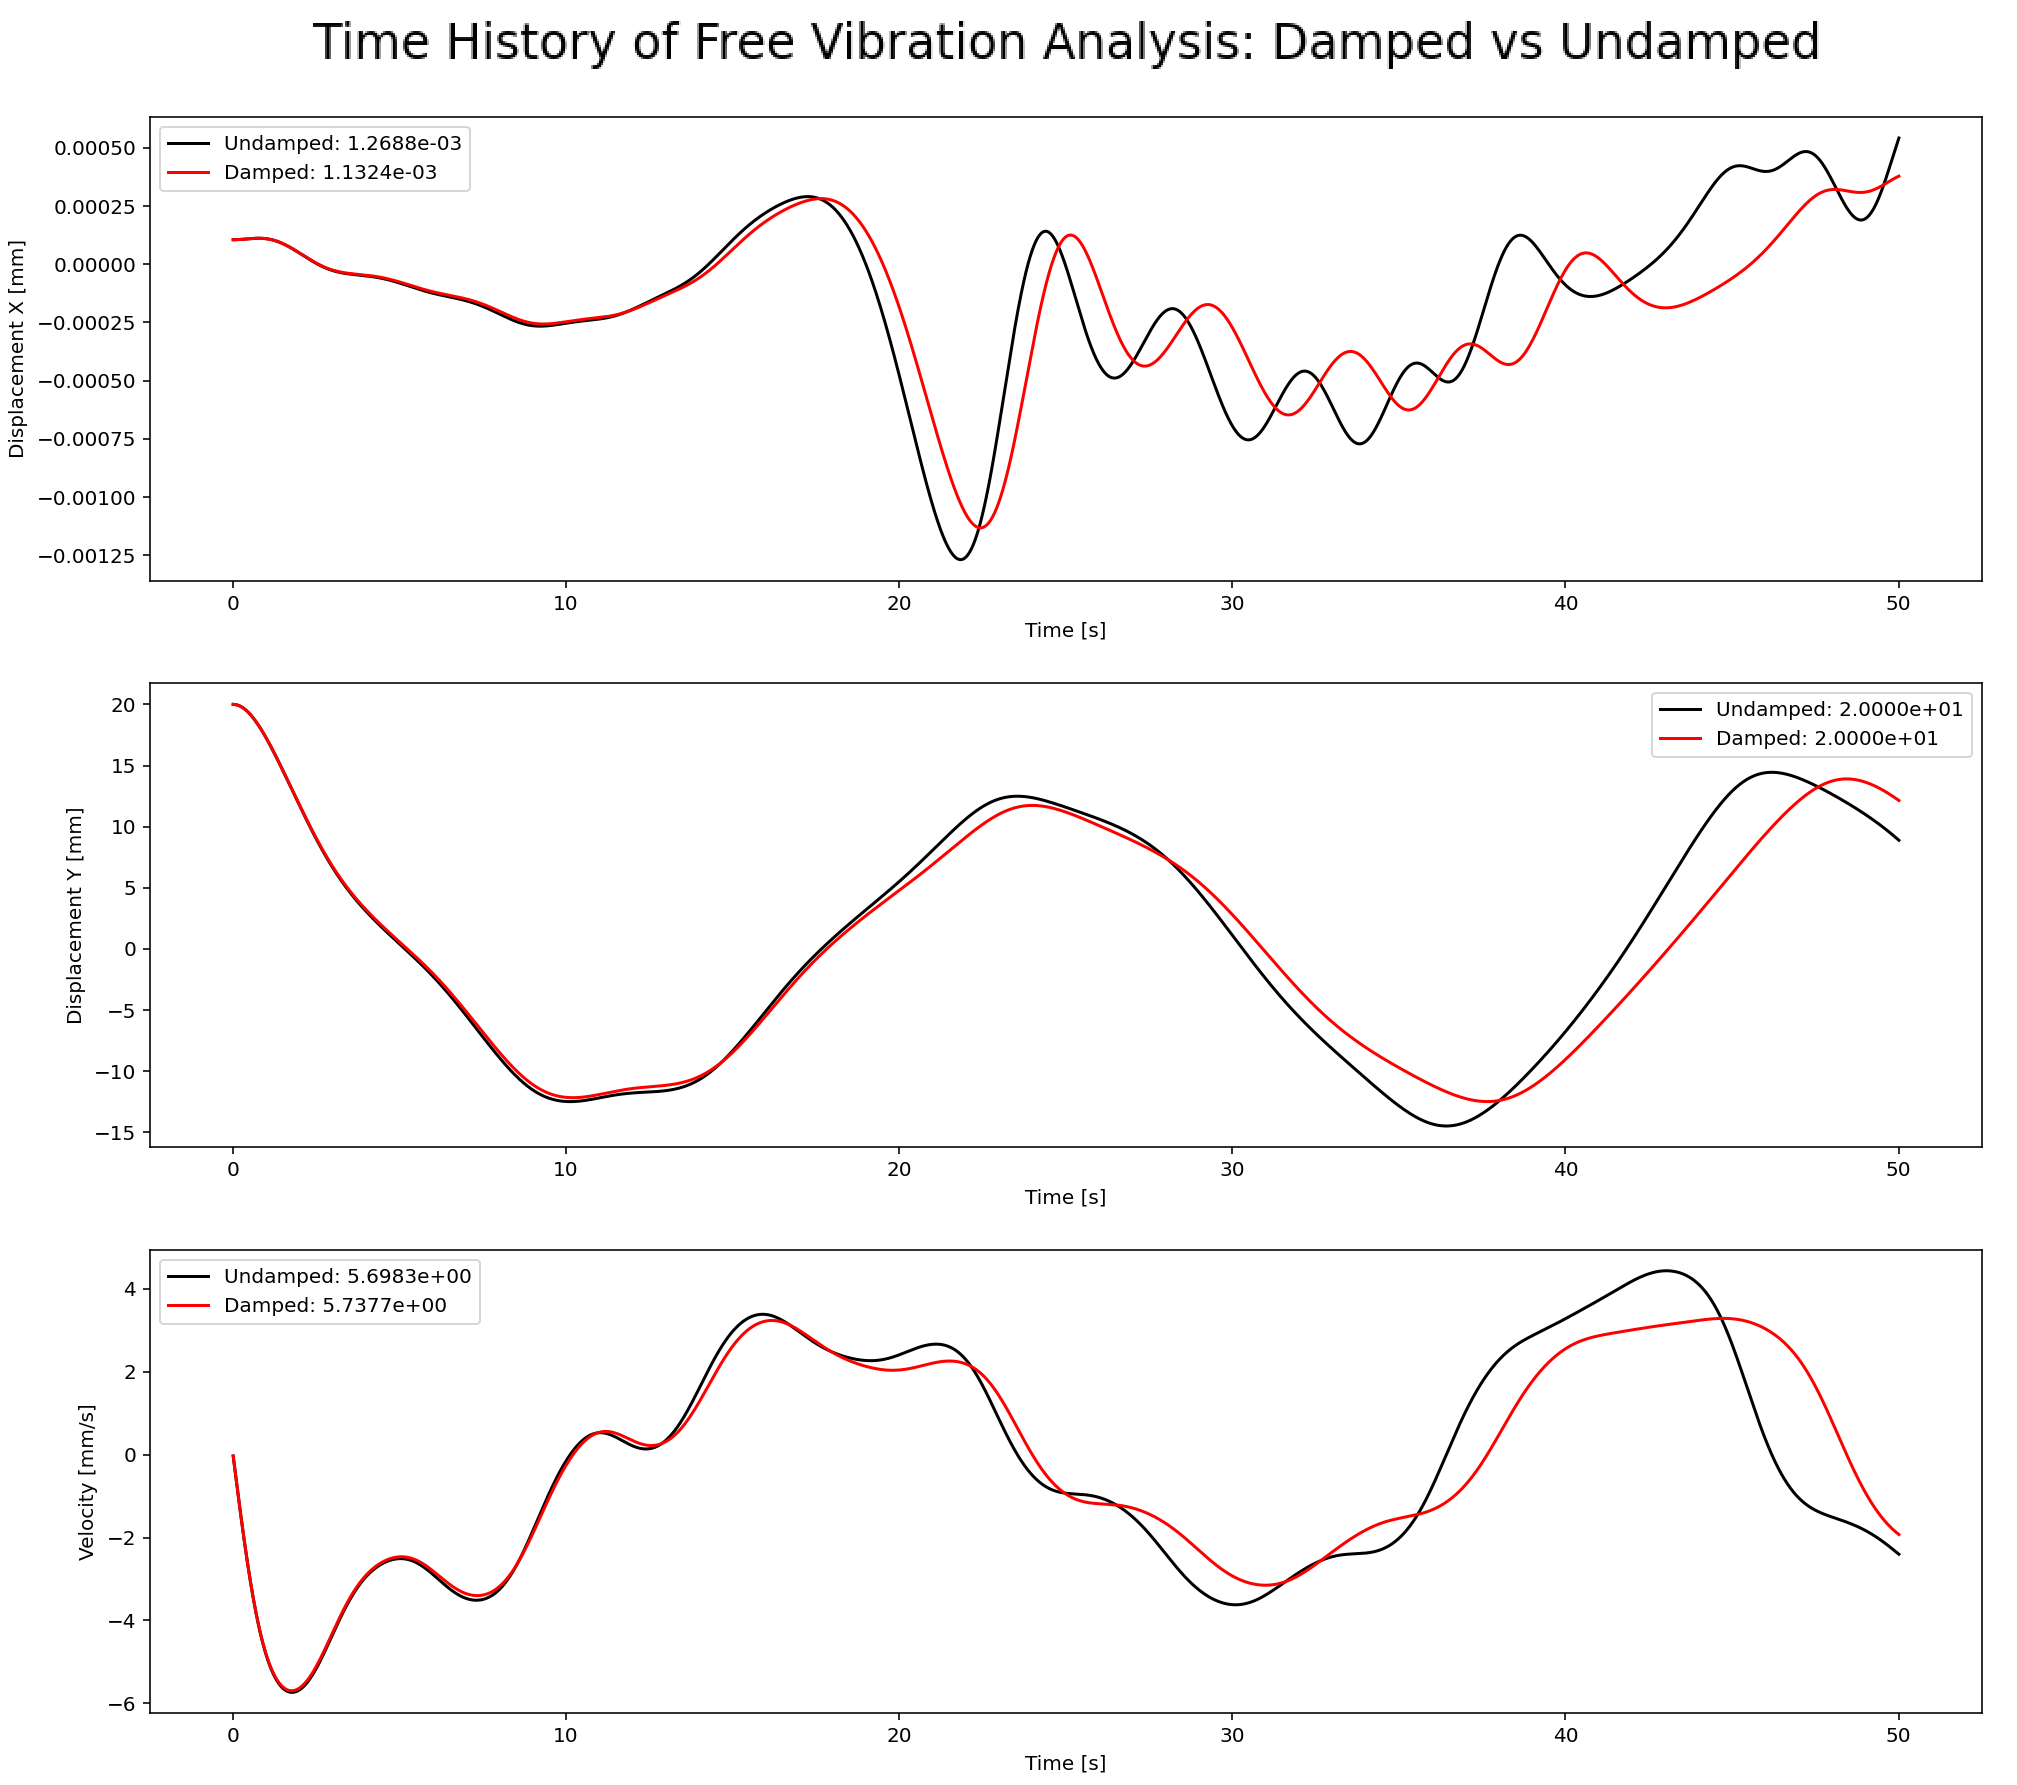 Time History of Free Vibration Analysis: Damped vs Undamped
Undamped: 1.2688e-03
Damped: 1.1324e-03
0.00050
0.00025
0.00000
−0.00025
−0.00050
−0.00075
−0.00100
−0.00125
Displacement X [mm]
0 10 20 30 40 50
Time [s]
Undamped: 2.0000e+01
Damped: 2.0000e+01
20
15
10
5
0
−5
−10
−15
Displacement Y [mm]
0 10 20 30 40 50
Time [s]
Undamped: 5.6983e+00
Damped: 5.7377e+00
4
2
0
−2
−4
−6
Velocity [mm/s]
0 10 20 30 40 50
Time [s]